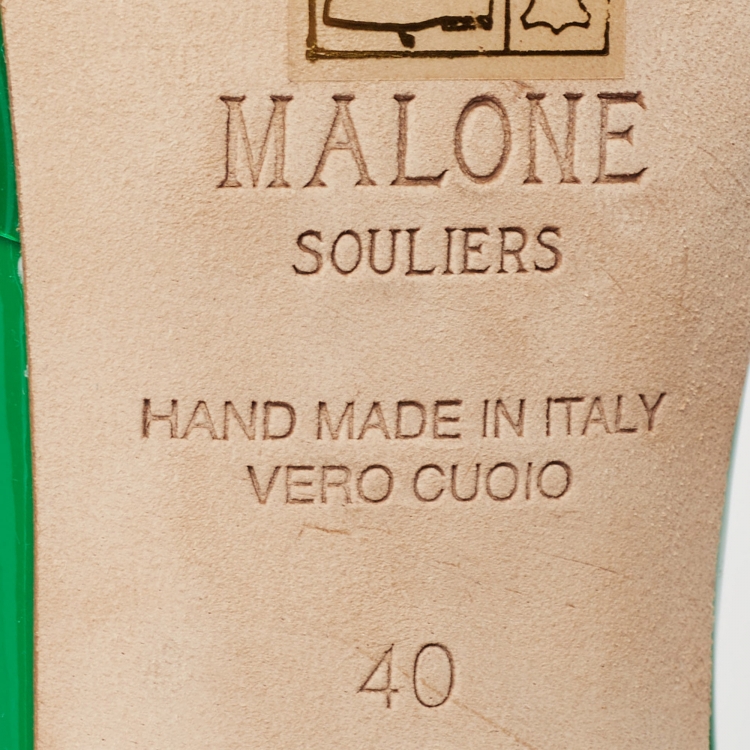 MALONE
SOULIERS
HAND MADE IN ITALY
VERO CUOIO
40